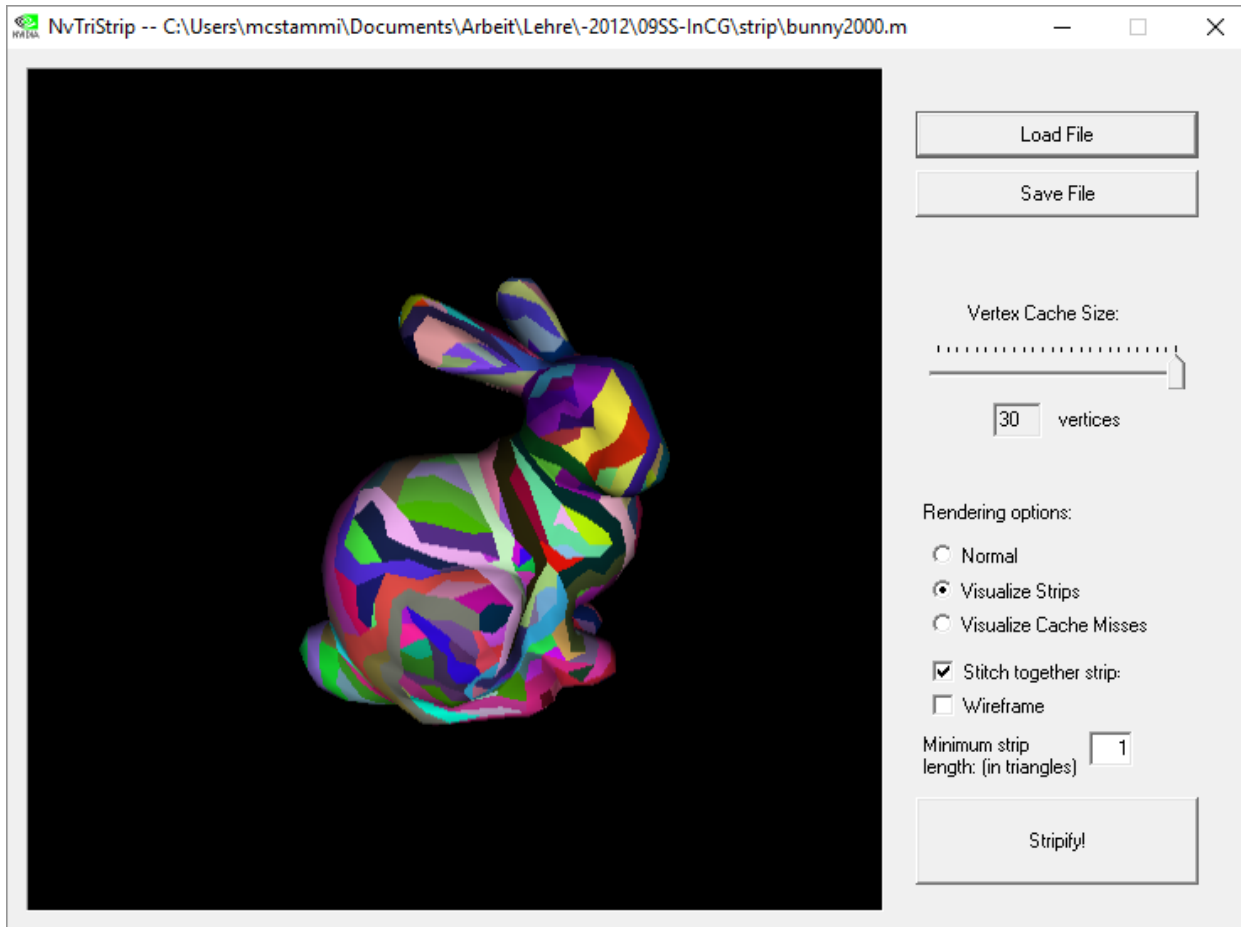 NVIDIA
NvTriStrip -- C:\Users\mcstammi\Documents\Arbeit\Lehre\-2012\09SS-InCG\strip\bunny2000.m
Load File
Save File
Vertex Cache Size:
30 vertices
Rendering options:
Normal
Visualize Strips
Visualize Cache Misses
Stitch together strip:
Wireframe
Minimum strip 1
length: (in triangles)
Stripify!